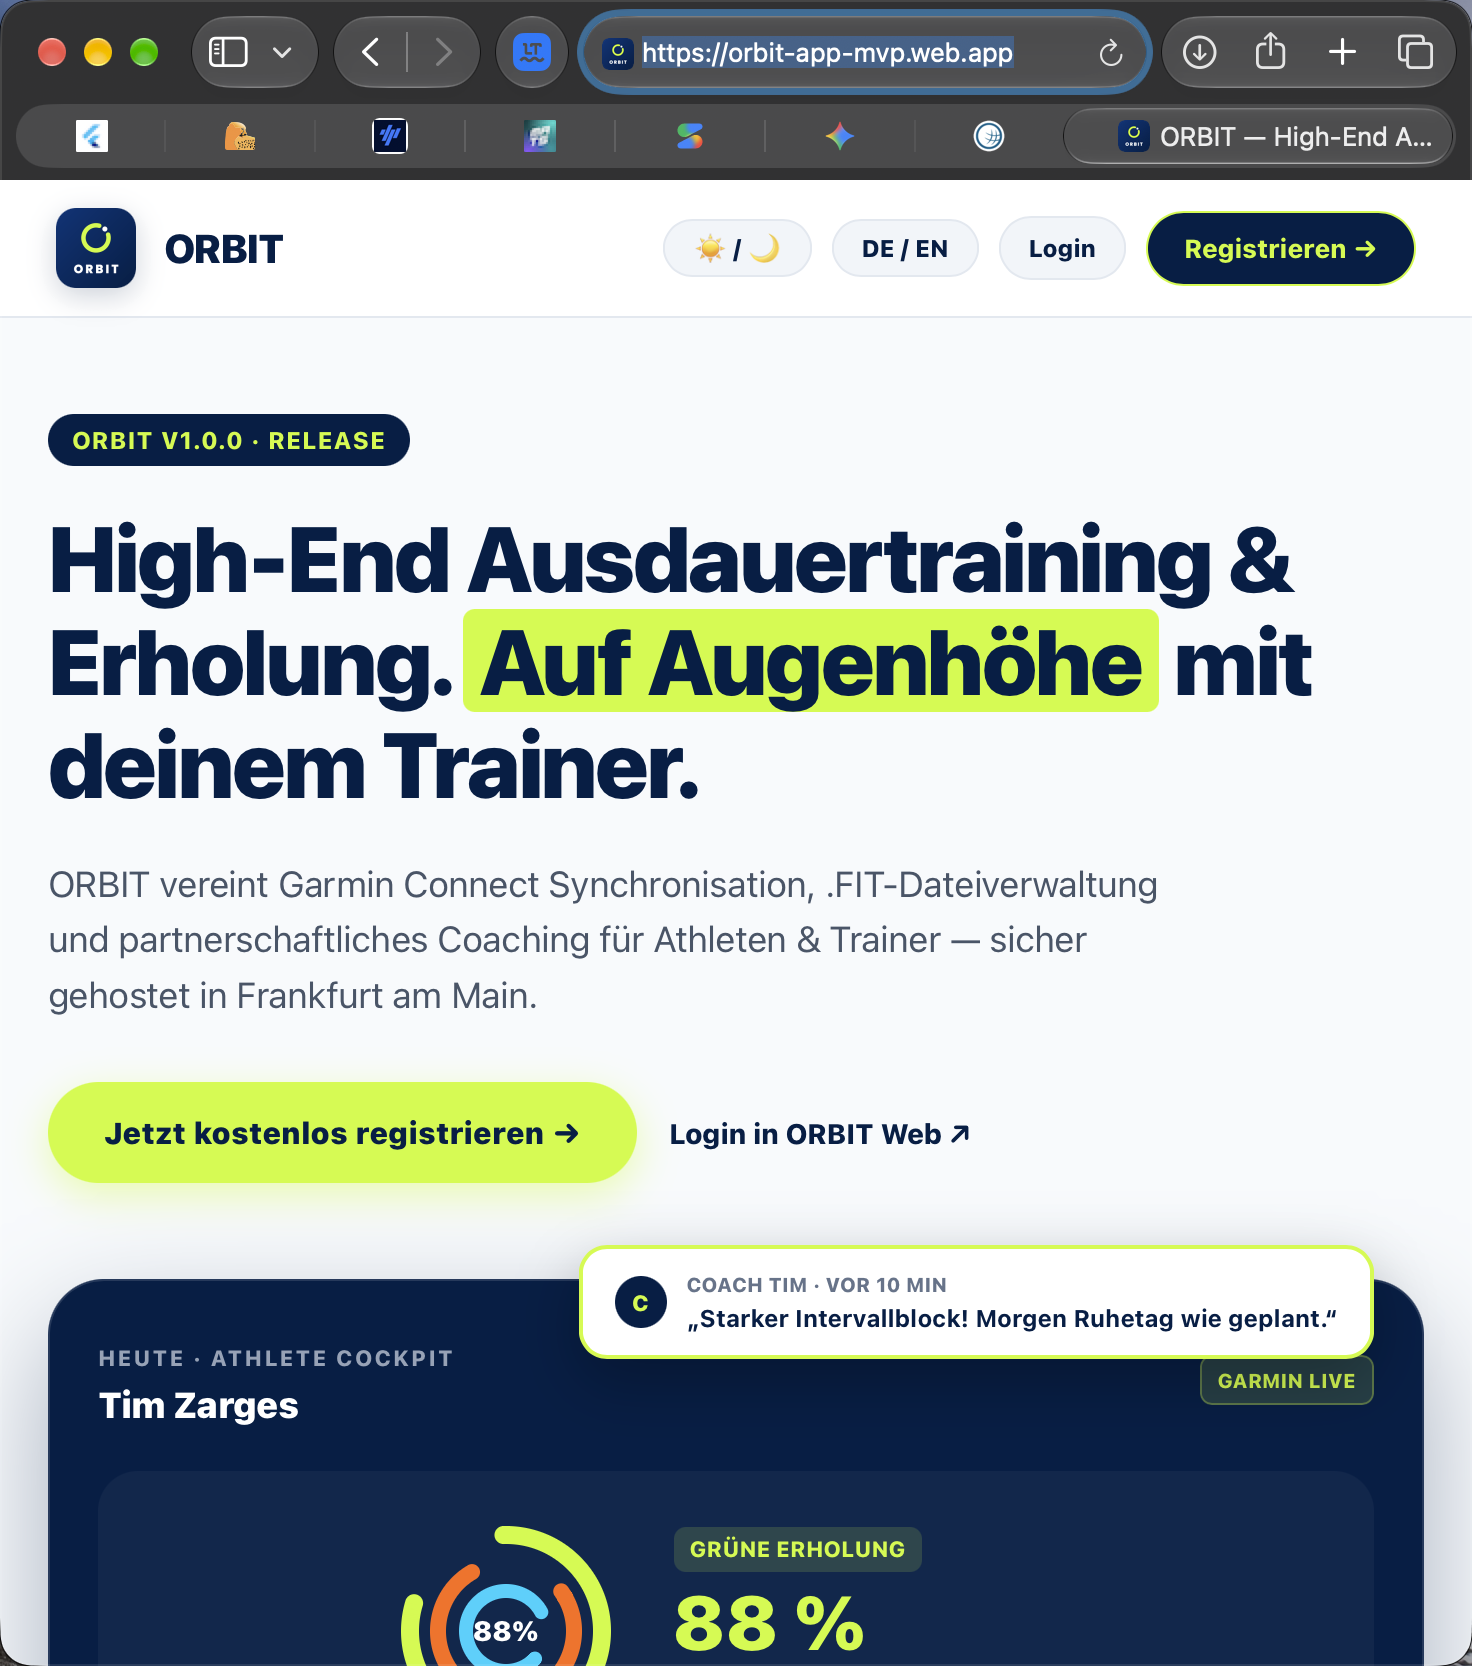 LT
https://orbit-app-mvp.web.app
ORBIT — High-End A...
ORBIT
ORBIT
☀️ / 🌙
DE / EN
Login
Registrieren →
ORBIT V1.0.0 · RELEASE
High-End Ausdauertraining &
Erholung. Auf Augenhöhe mit
deinem Trainer.
ORBIT vereint Garmin Connect Synchronisation, .FIT-Dateiverwaltung
und partnerschaftliches Coaching für Athleten & Trainer — sicher
gehostet in Frankfurt am Main.
Jetzt kostenlos registrieren →
Login in ORBIT Web ↗
C
COACH TIM · VOR 10 MIN
„Starker Intervallblock! Morgen Ruhetag wie geplant.“
HEUTE · ATHLETE COCKPIT
Tim Zarges
GARMIN LIVE
88%
GRÜNE ERHOLUNG
88 %